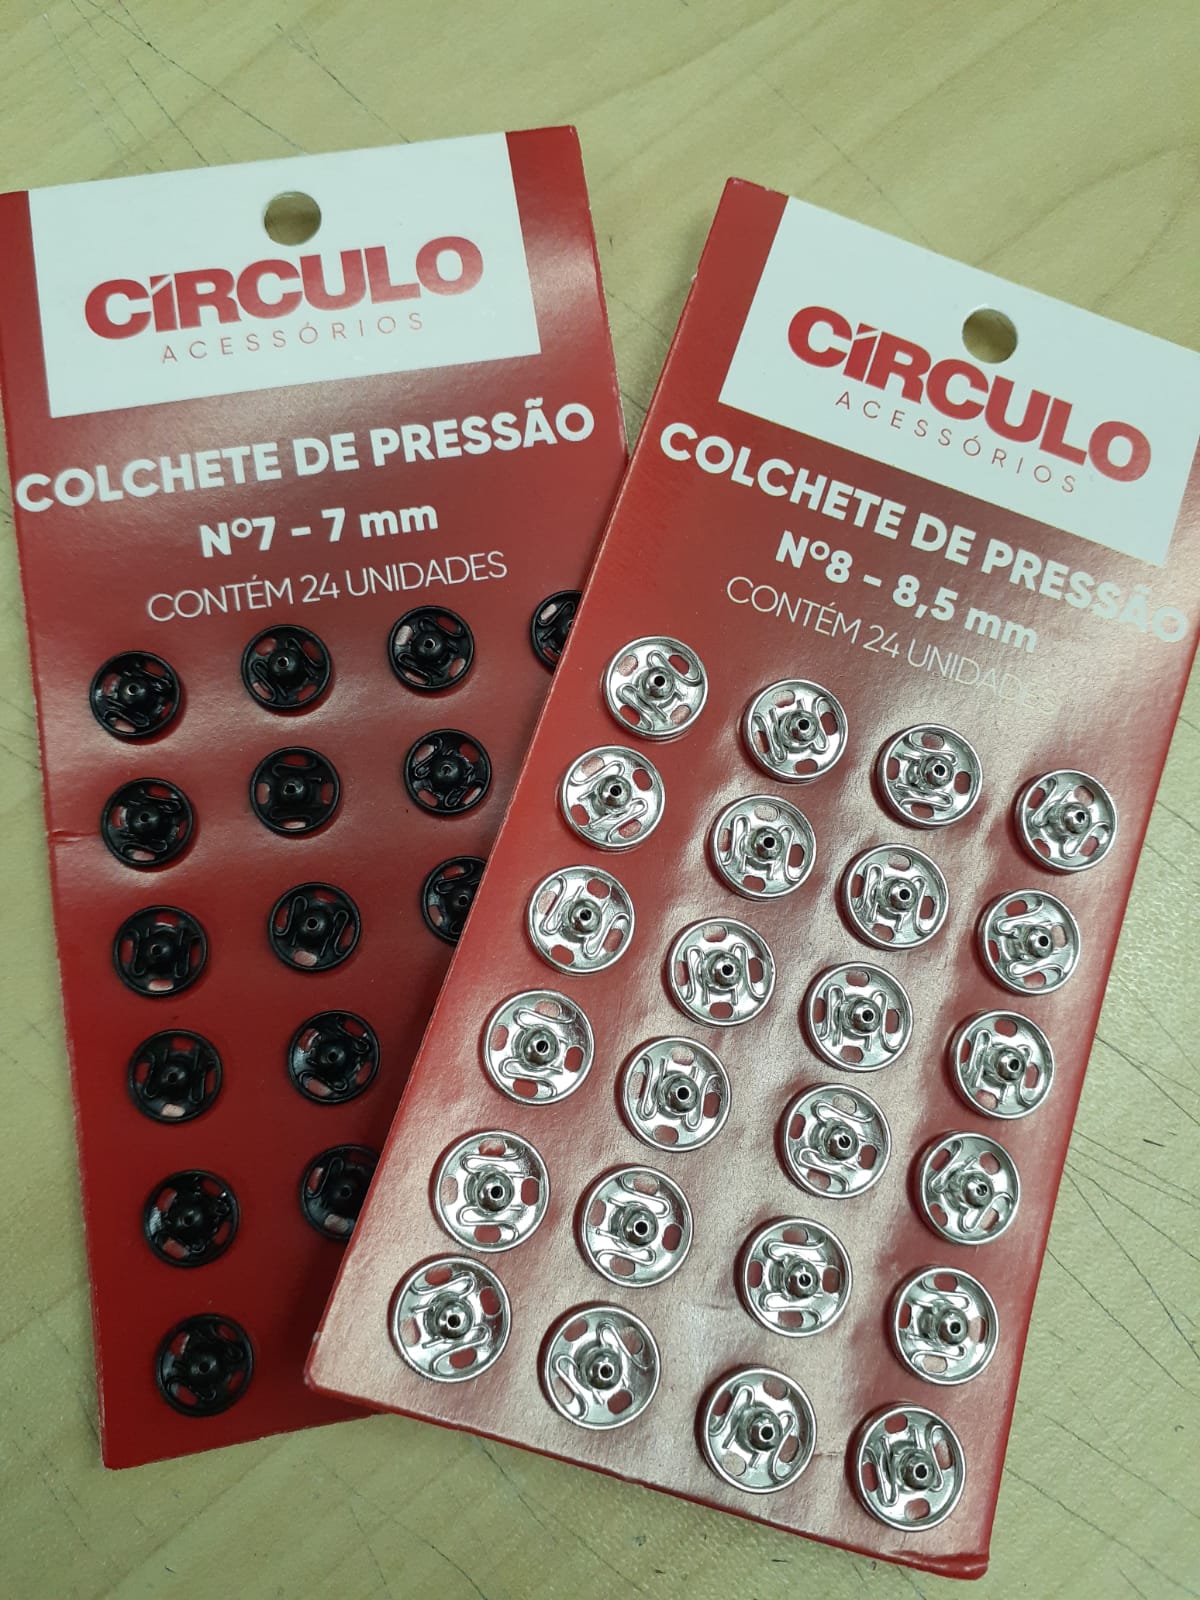 CÍRCULO
ACESSÓRIOS
COLCHETE DE PRESSÃO
Nº7 - 7 mm
CONTÉM 24 UNIDADES
CÍRCULO
ACESSÓRIOS
COLCHETE DE PRESSÃO
Nº8 - 8,5 mm
CONTÉM 24 UNIDADES